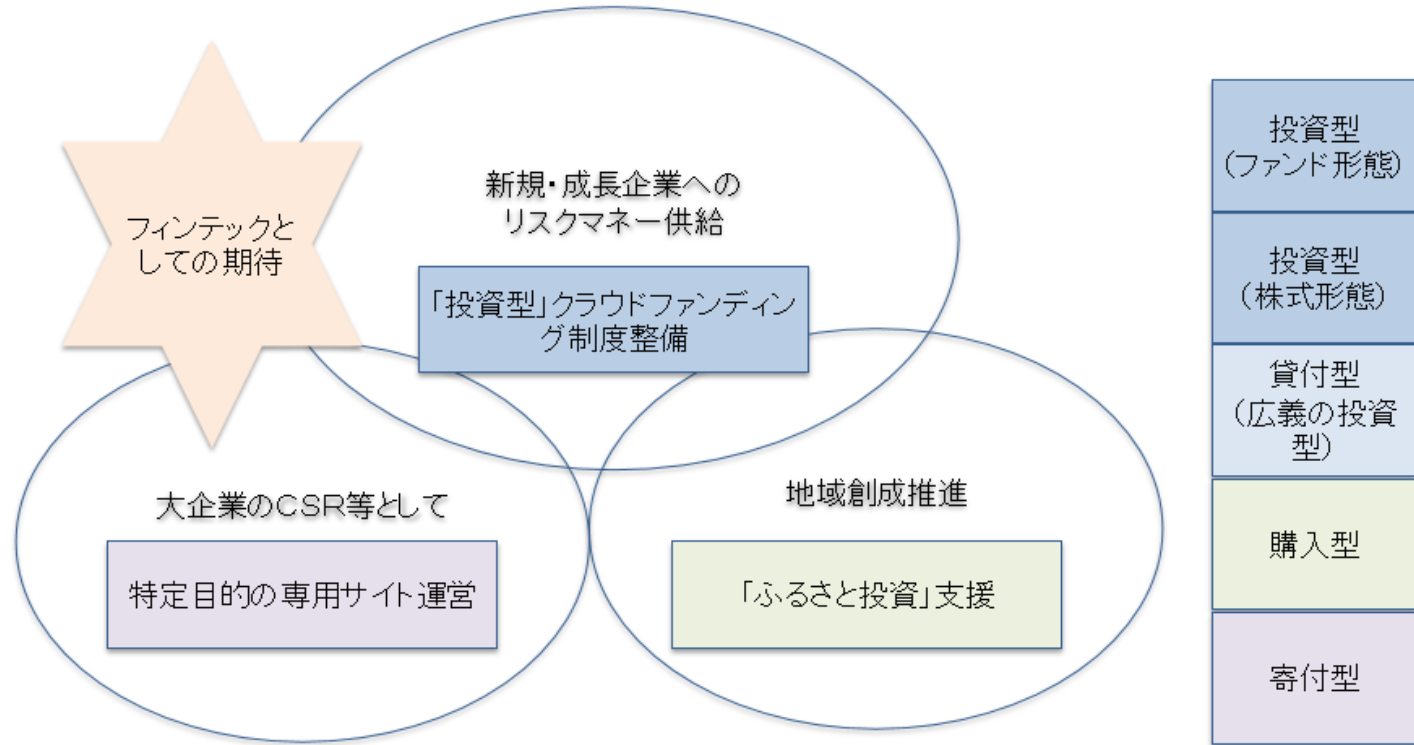 フィンテックと
しての期待
新規・成長企業への
リスクマネー供給
「投資型」クラウドファンディン
グ制度整備
大企業のCSR等として
特定目的の専用サイト運営
地域創成推進
「ふるさと投資」支援
投資型
(ファンド形態)
投資型
(株式形態)
貸付型
(広義の投資
型)
購入型
寄付型